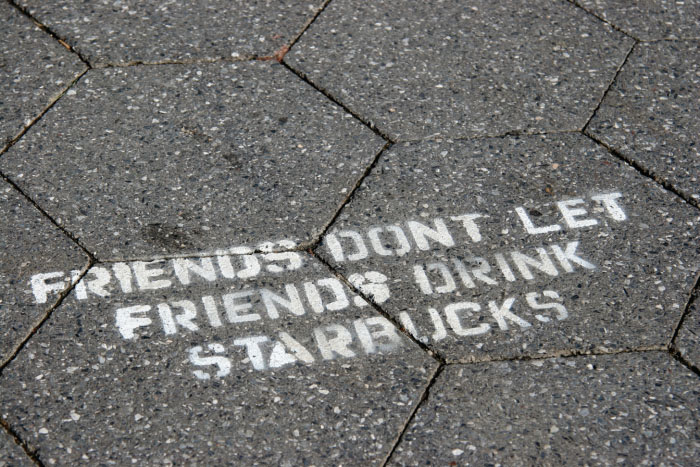 FRIENDS DONT LET
FRIENDS DRINK
STARBUCKS